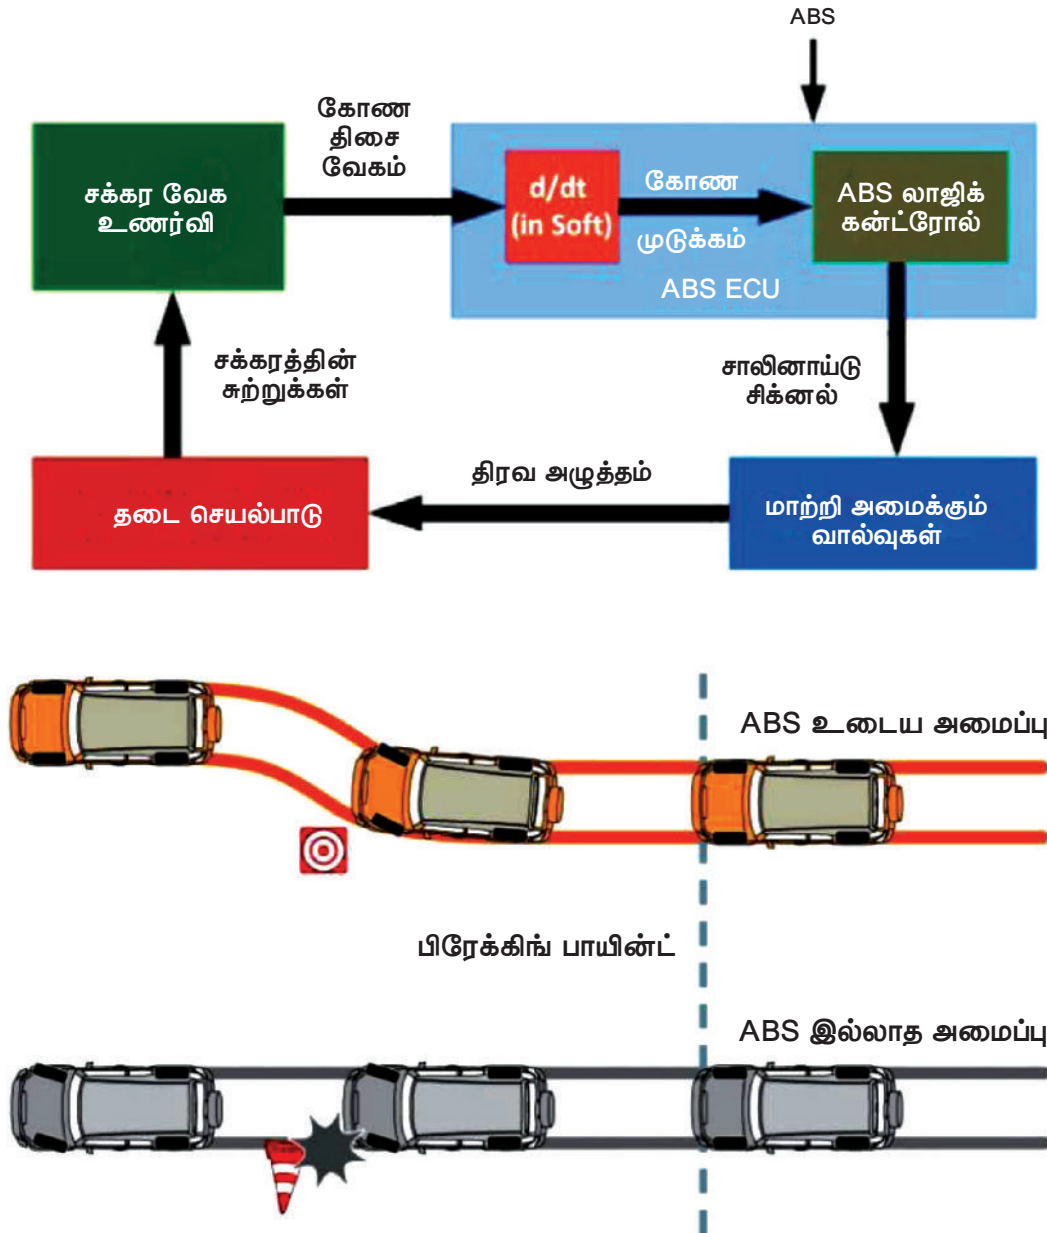 ABS
கோண
திசை
வேகம்
சக்கர வேக
உணர்வி
d/dt
(in Soft)
கோண
முடுக்கம்
ABS லாஜிக்
கன்ட்ரோல்
ABS ECU
சக்கரத்தின்
சுற்றுக்கள்
சாலினாய்டு
சிக்னல்
திரவ அழுத்தம்
தடை செயல்பாடு
மாற்றி அமைக்கும்
வால்வுகள்
ABS உடைய அமைப்பு
பிரேக்கிங் பாயின்ட்
ABS இல்லாத அமைப்பு